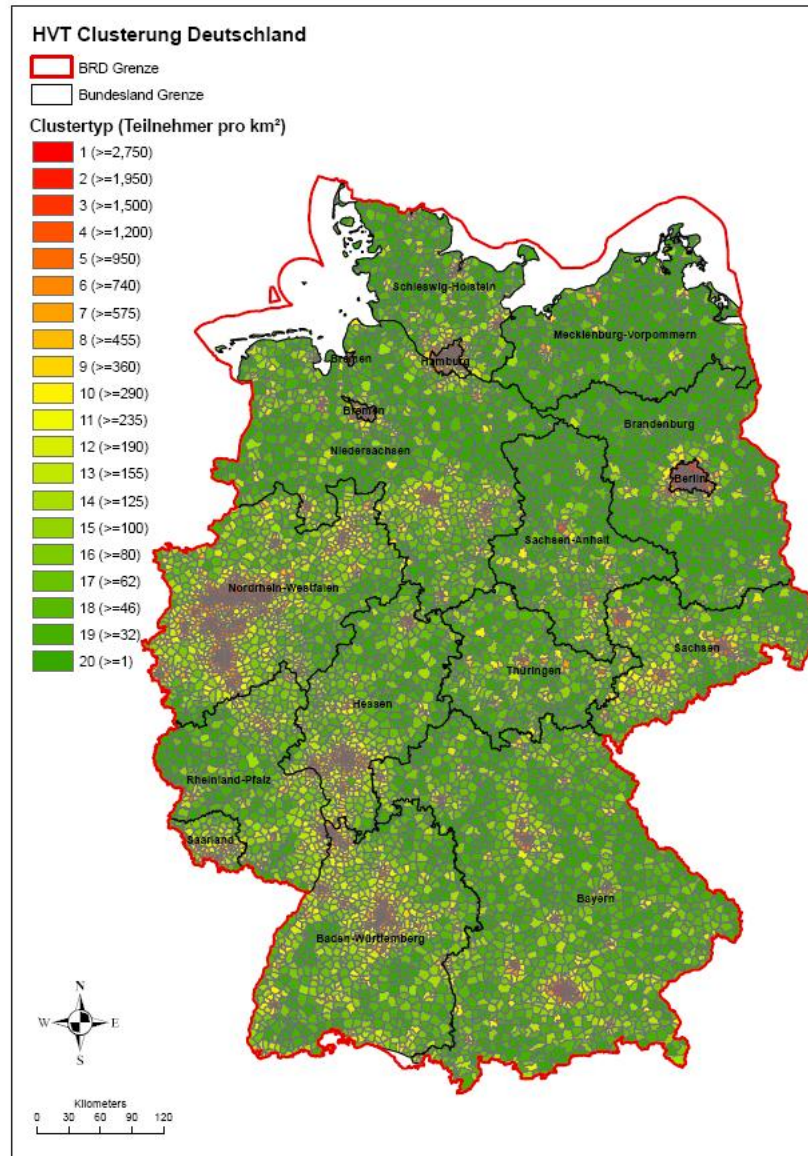 HVT Clusterung Deutschland
BRD Grenze
Bundesland Grenze
Clustertyp (Teilnehmer pro km²)
1 (>=2,750)
2 (>=1,950)
3 (>=1,500)
4 (>=1,200)
5 (>=950)
6 (>=740)
7 (>=575)
8 (>=455)
9 (>=360)
10 (>=290)
11 (>=235)
12 (>=190)
13 (>=155)
14 (>=125)
15 (>=100)
16 (>=80)
17 (>=62)
18 (>=46)
19 (>=32)
20 (>=1)
Schleswig-Holstein
Mecklenburg-Vorpommern
Bremen
Hamburg
Bremen
Brandenburg
Niedersachsen
Berlin
Sachsen-Anhalt
Nordrhein-Westfalen
Sachsen
Thüringen
Hessen
Rheinland-Pfalz
Saarland
Bayern
Baden-Württemberg
N
W E
S
Kilometers
0 30 60 90 120